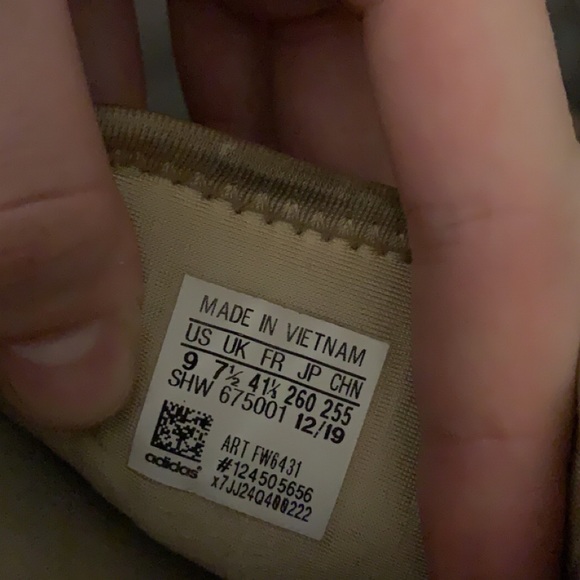 MADE IN VIETNAM
US UK FR JP CHN
9 7½ 41⅓ 260 255
SHW 675001 12/19
ART FW6431
#124505656
x7JJ24Q400222
adidas